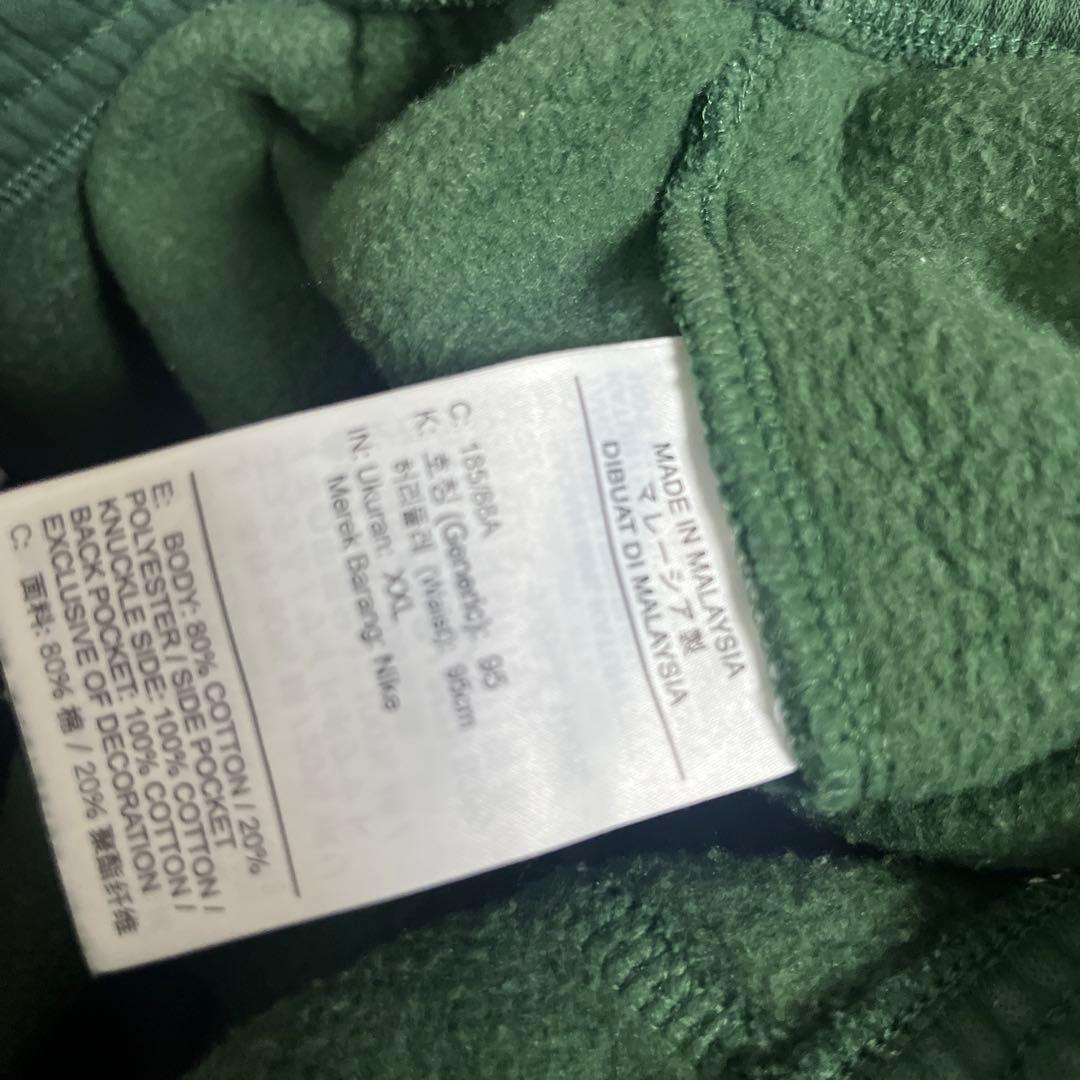 MADE IN MALAYSIA
マレーシア製
DIBUAT DI MALAYSIA
C: 185/88A
K: 호칭 (Generic): 95
허리둘레 (Waist): 95cm
IN: Ukuran: XXL
Merek Barang: Nike
E: BODY: 80% COTTON / 20%
POLYESTER / SIDE POCKET
KNUCKLE SIDE: 100% COTTON /
BACK POCKET: 100% COTTON /
EXCLUSIVE OF DECORATION
C: 面料: 80% 棉 / 20% 聚酯纤维